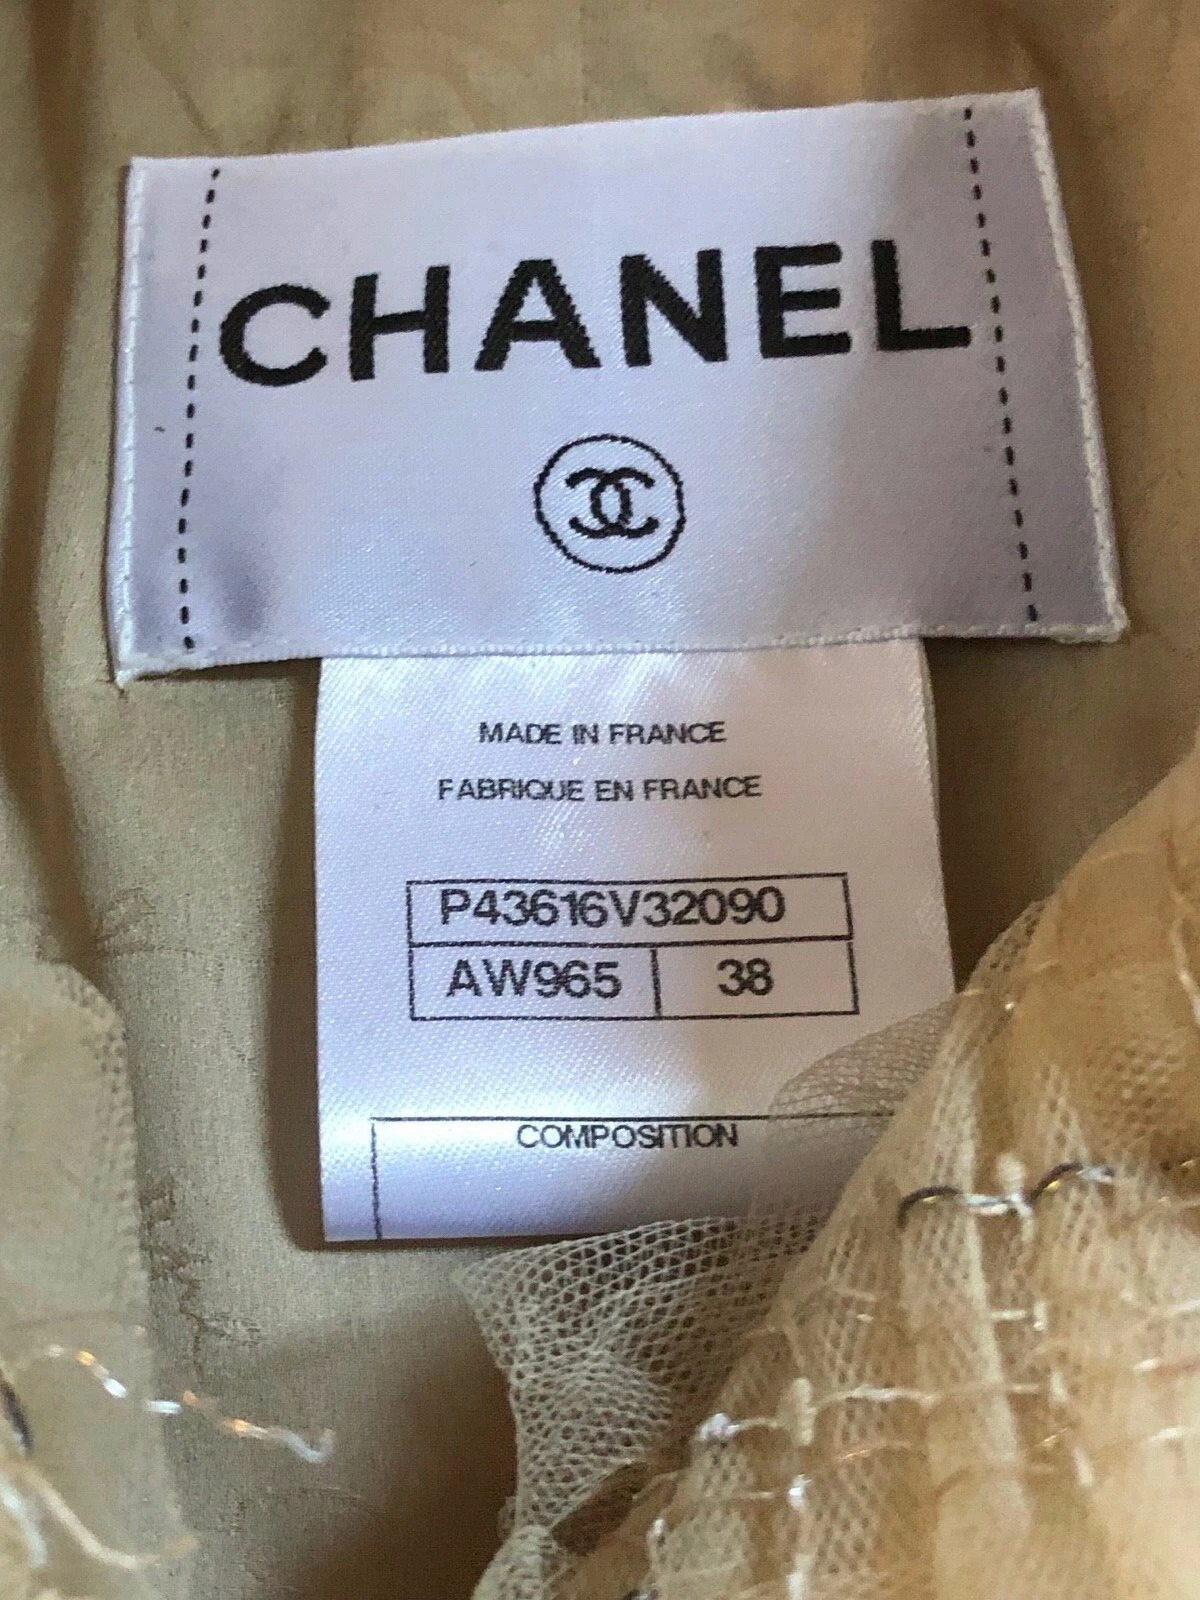 CHANEL
MADE IN FRANCE
FABRIQUE EN FRANCE
P43616V32090
AW965 38
COMPOSITION